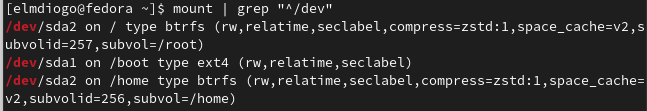 [elmdiogo@fedora ~]$ mount | grep "^/dev"
/dev/sda2 on / type btrfs (rw,relatime,seclabel,compress=zstd:1,space_cache=v2,s
ubvolid=257,subvol=/root)
/dev/sda1 on /boot type ext4 (rw,relatime,seclabel)
/dev/sda2 on /home type btrfs (rw,relatime,seclabel,compress=zstd:1,space_cache=
v2,subvolid=256,subvol=/home)